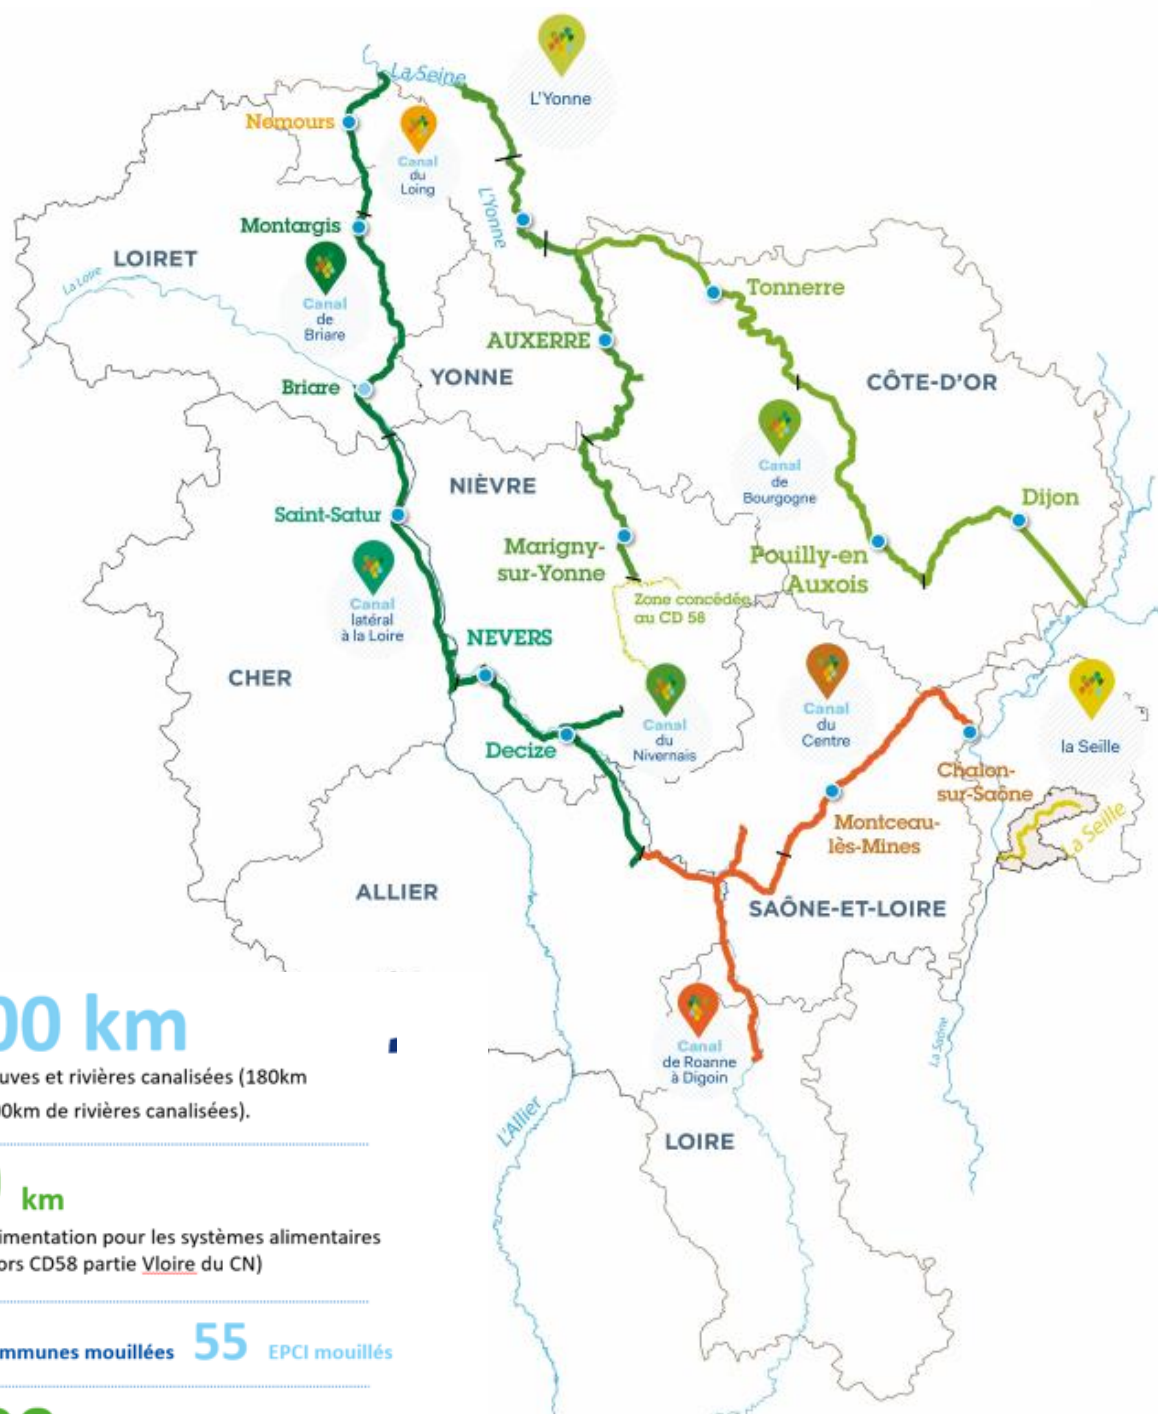 La Seine
L'Yonne
Nemours
Canal
du
Loing
L'Yonne
Montargis
LOIRET
La Loire
Canal
de
Briare
Tonnerre
AUXERRE
YONNE
CÔTE-D'OR
Briare
Canal
de
Bourgogne
NIÈVRE
Saint-Satur
Dijon
Marigny-
sur-Yonne
Pouilly-en
Auxois
Canal
latéral
à la Loire
Zone concédée
au CD 58
NEVERS
CHER
Canal
du
Centre
Canal
du
Nivernais
Decize
la Seille
Chalon-
sur-Saône
Montceau-
lès-Mines
La Seille
ALLIER
SAÔNE-ET-LOIRE
00 km
uves et rivières canalisées (180km
00km de rivières canalisées).
Canal
de Roanne
à Digoin
La Saône
L'Allier
LOIRE
km
imentation pour les systèmes alimentaires
ors CD58 partie Vloire du CN)
mmunes mouillées 55 EPCI mouillés